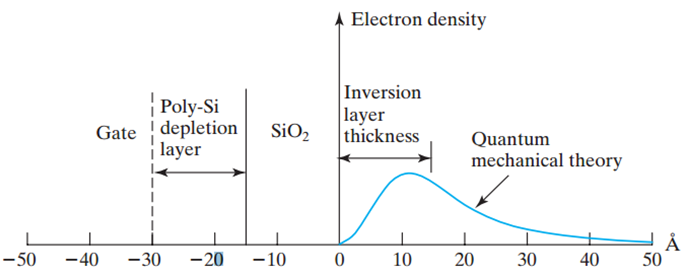 Electron density
Inversion
layer
thickness
Poly-Si
depletion
layer
Gate
SiO₂
Quantum
mechanical theory
−50 −40 −30 −20 −10 0 10 20 30 40 50 Å